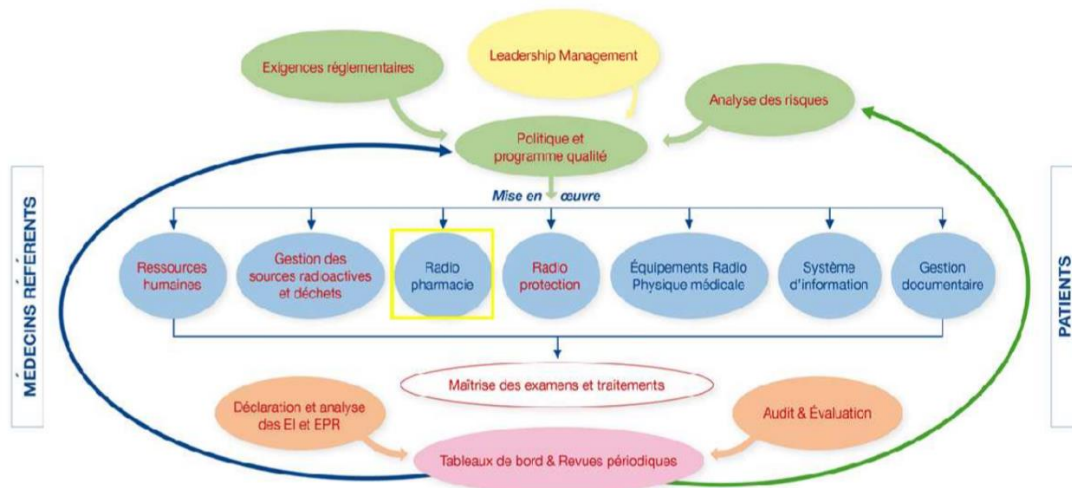 Leadership Management
Exigences réglementaires
Analyse des risques
Politique et
programme qualité
Mise en œuvre
MÉDECINS RÉFÉRENTS
Ressources
humaines
Gestion des
sources radioactives
et déchets
Radio
pharmacie
Radio
protection
Équipements Radio
Physique médicale
Système
d'information
Gestion
documentaire
PATIENTS
Maîtrise des examens et traitements
Déclaration et analyse
des EI et EPR
Audit & Évaluation
Tableaux de bord & Revues périodiques